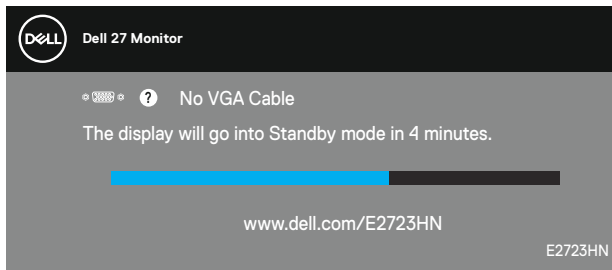 DELL Dell 27 Monitor
? No VGA Cable
The display will go into Standby mode in 4 minutes.
www.dell.com/E2723HN
E2723HN